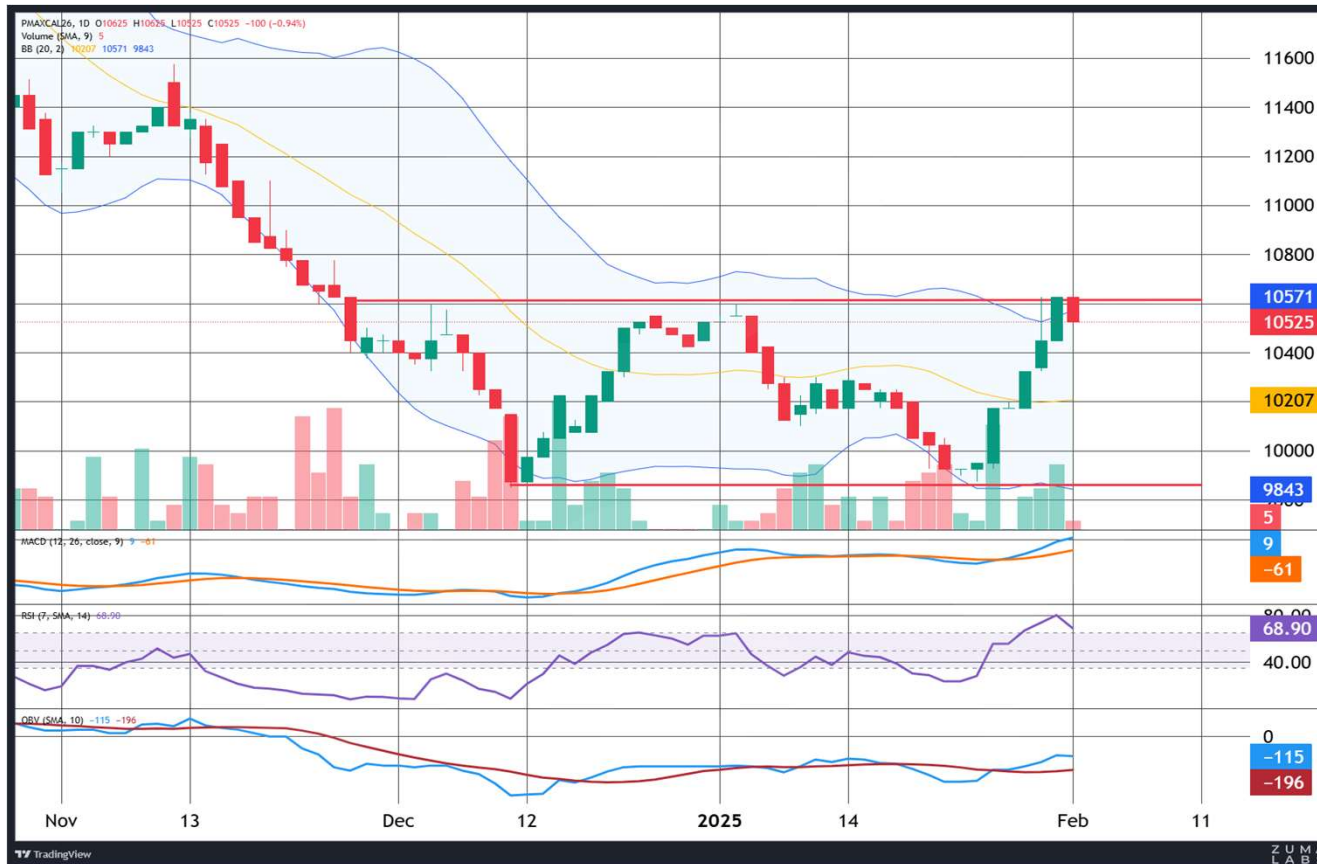 PMAXCAL26, 1D O10625 H10625 L10525 C10525 -100 (-0.94%)
Volume (SMA, 9) 5
BB (20, 2) 10207 10571 9843
11600
11400
11200
11000
10800
10571
10525
10400
10207
10000
9843
5
MACD (12, 26, close, 9) 9 -61
9
-61
RSI (7, SMA, 14) 68.90
80.00
68.90
40.00
OBV (SMA, 10) -115 -196
0
-115
-196
Nov 13 Dec 12 2025 14 Feb 11
TradingView
ZUM
LAB